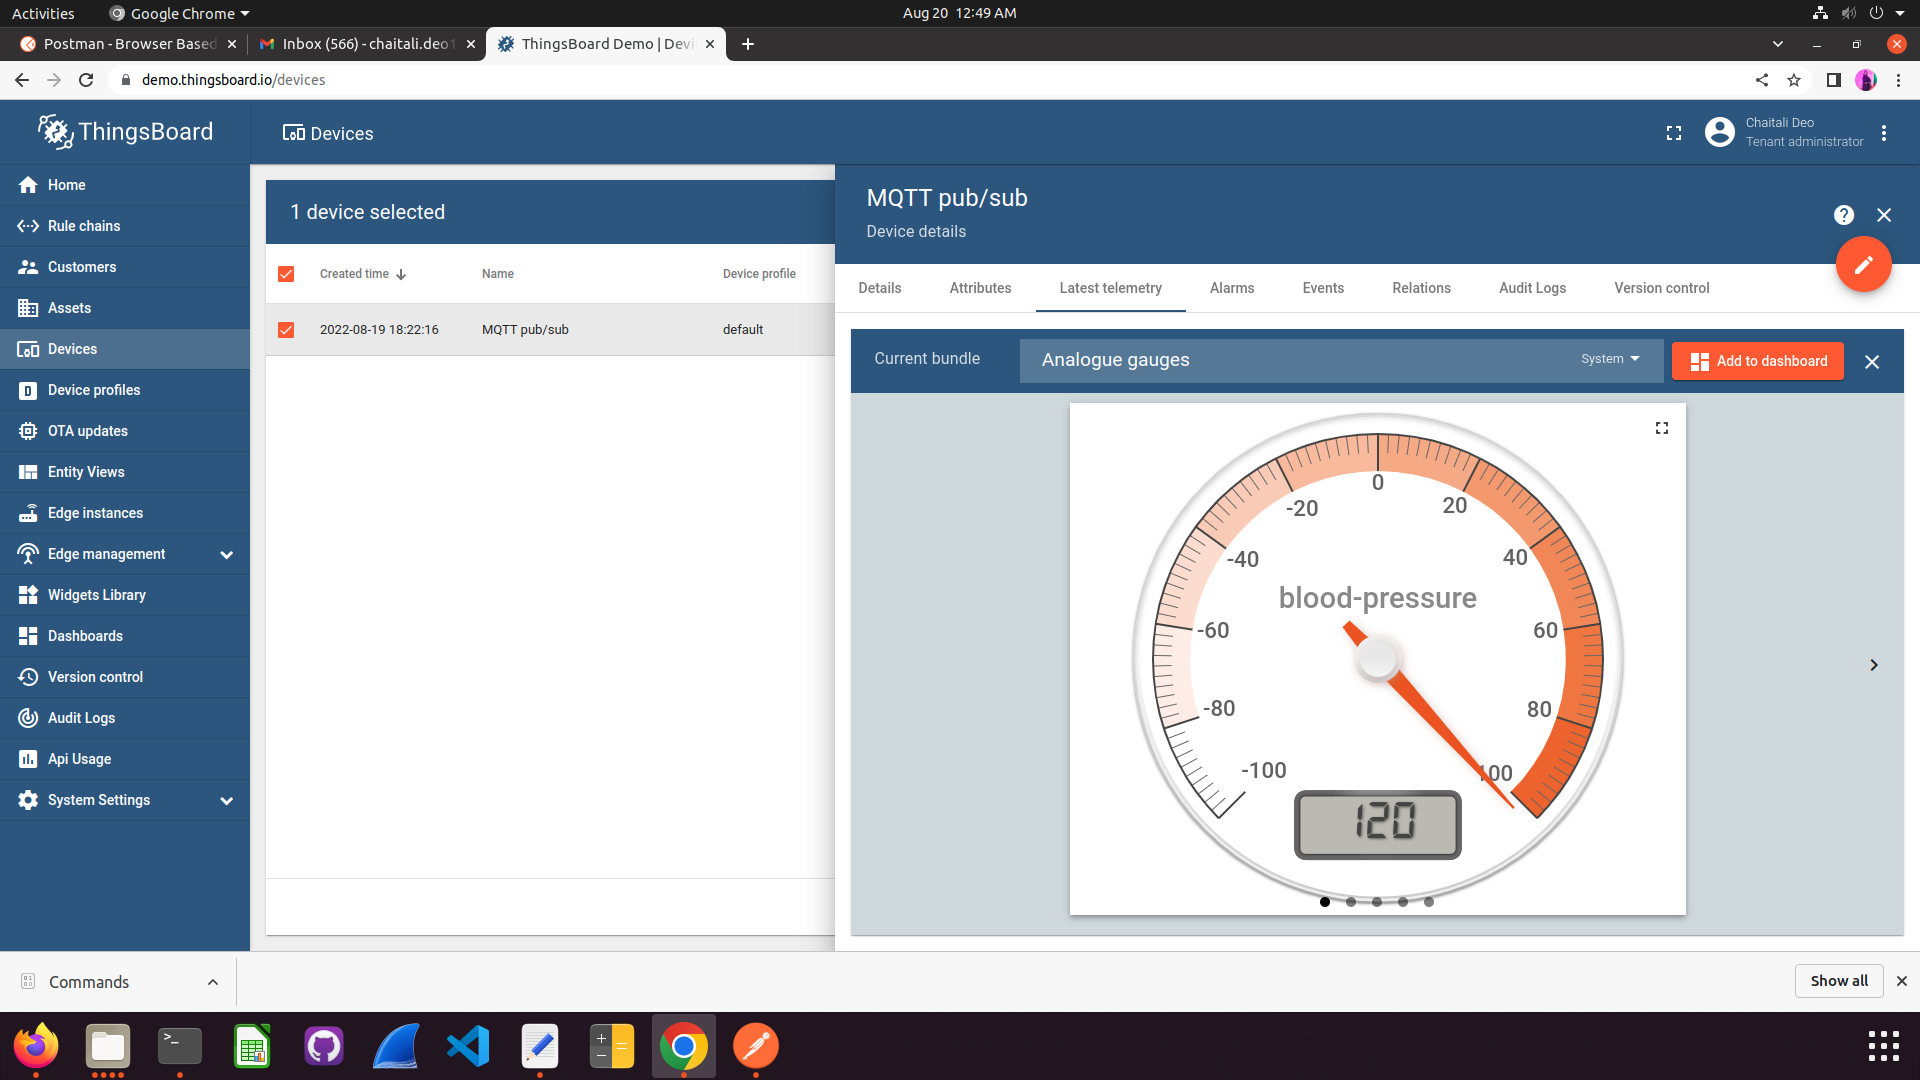 Activities
Google Chrome
Aug 20 12:49 AM
Postman - Browser Based
Inbox (566) - chaitali.deo1
ThingsBoard Demo | Devi
demo.thingsboard.io/devices
ThingsBoard
Devices
Chaitali Deo
Tenant administrator
Home
Rule chains
Customers
Assets
Devices
Device profiles
OTA updates
Entity Views
Edge instances
Edge management
Widgets Library
Dashboards
Version control
Audit Logs
Api Usage
System Settings
1 device selected
Created time Name Device profile
2022-08-19 18:22:16 MQTT pub/sub default
MQTT pub/sub
Device details
Details Attributes Latest telemetry Alarms Events Relations Audit Logs Version control
Current bundle Analogue gauges System Add to dashboard
0
-20 20
-40 40
blood-pressure
-60 60
-80 80
-100 100
120
Commands
Show all